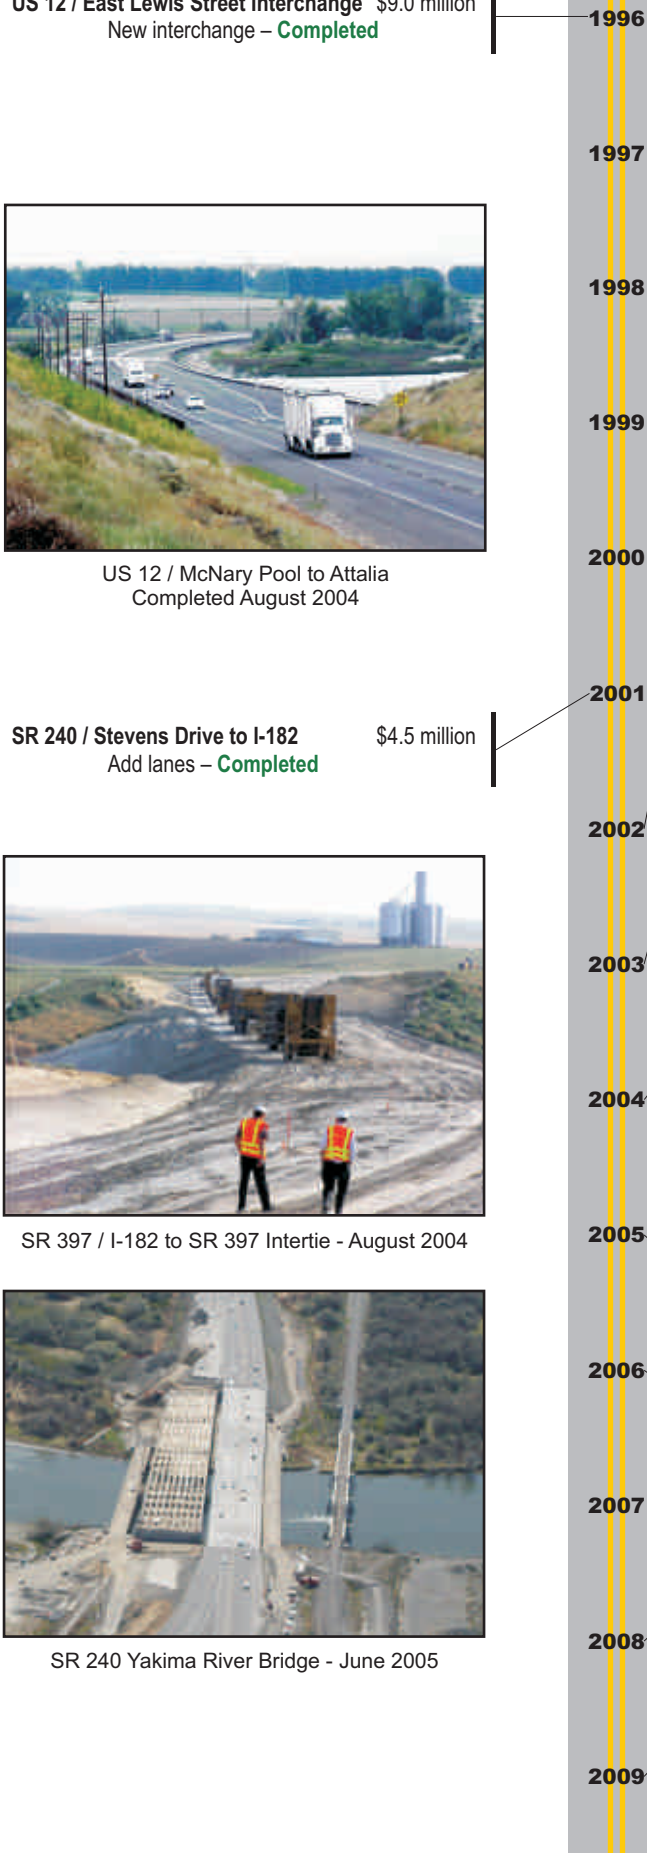 US 12 / East Lewis Street Interchange $9.0 million
New interchange – Completed
1996
1997
1998
1999
2000
US 12 / McNary Pool to Attalia
Completed August 2004
2001
SR 240 / Stevens Drive to I-182 $4.5 million
Add lanes – Completed
2002
2003
2004
2005
SR 397 / I-182 to SR 397 Intertie - August 2004
2006
2007
2008
SR 240 Yakima River Bridge - June 2005
2009